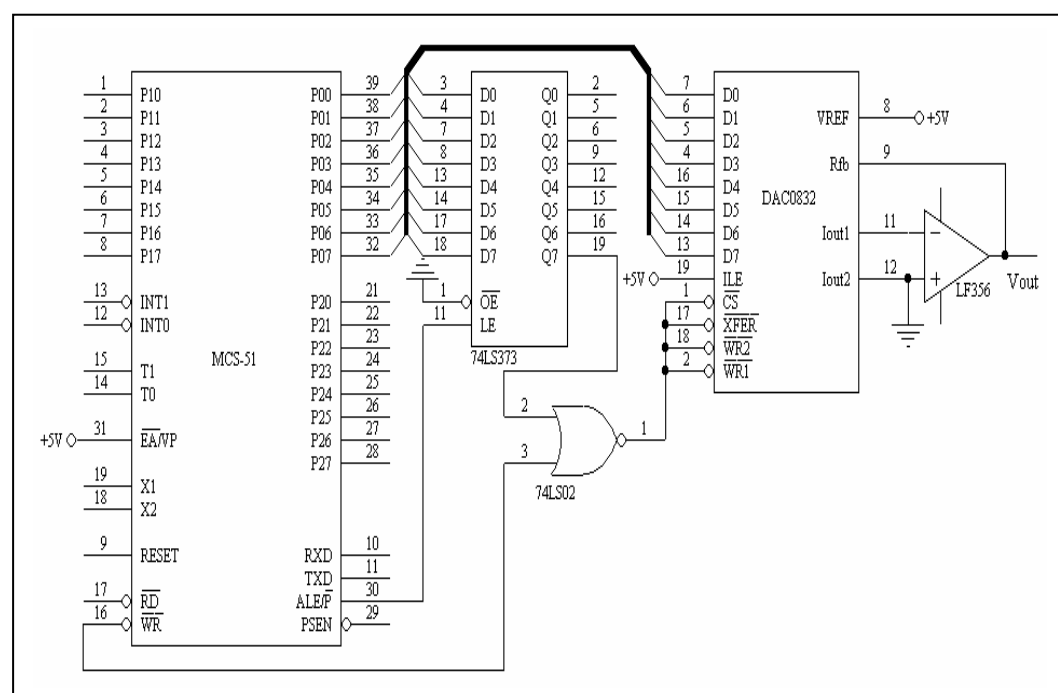 1 P10
2 P11
3 P12
4 P13
5 P14
6 P15
7 P16
8 P17
13 INT1
12 INT0
15 T1
14 T0
+5V 31 EA/VP
19 X1
18 X2
9 RESET
17 RD
16 WR
MCS-51
P00 39
P01 38
P02 37
P03 36
P04 35
P05 34
P06 33
P07 32
P20 21
P21 22
P22 23
P23 24
P24 25
P25 26
P26 27
P27 28
RXD 10
TXD 11
ALE/P 30
PSEN 29
3 D0 Q0 2
4 D1 Q1 5
7 D2 Q2 6
8 D3 Q3 9
13 D4 Q4 12
14 D5 Q5 15
17 D6 Q6 16
18 D7 Q7 19
1 OE
11 LE
74LS373
2
3
1
74LS02
7 D0
6 D1
5 D2
4 D3
16 D4
15 D5
14 D6
13 D7
+5V 19 ILE
1 CS
17 XFER
18 WR2
2 WR1
DAC0832
VREF 8 +5V
Rfb 9
Iout1 11
Iout2 12
−
+
LF356
Vout